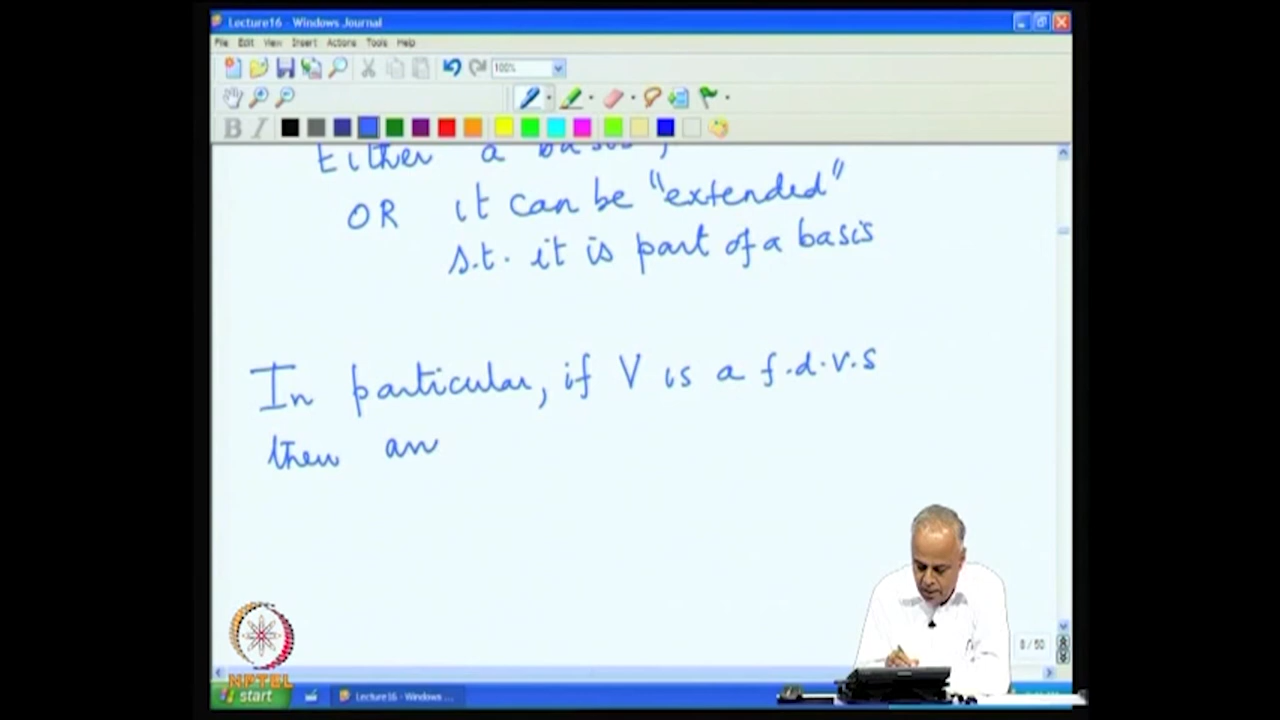 Lecture16 - Windows Journal
File Edit View Insert Actions Tools Help
100%
B I
Either a basis,
OR it can be "extended"
s.t. it is part of a basis
In particular, if V is a f.d.v.s
then an
8 / 50
NPTEL
start Lecture16 - Windows ...